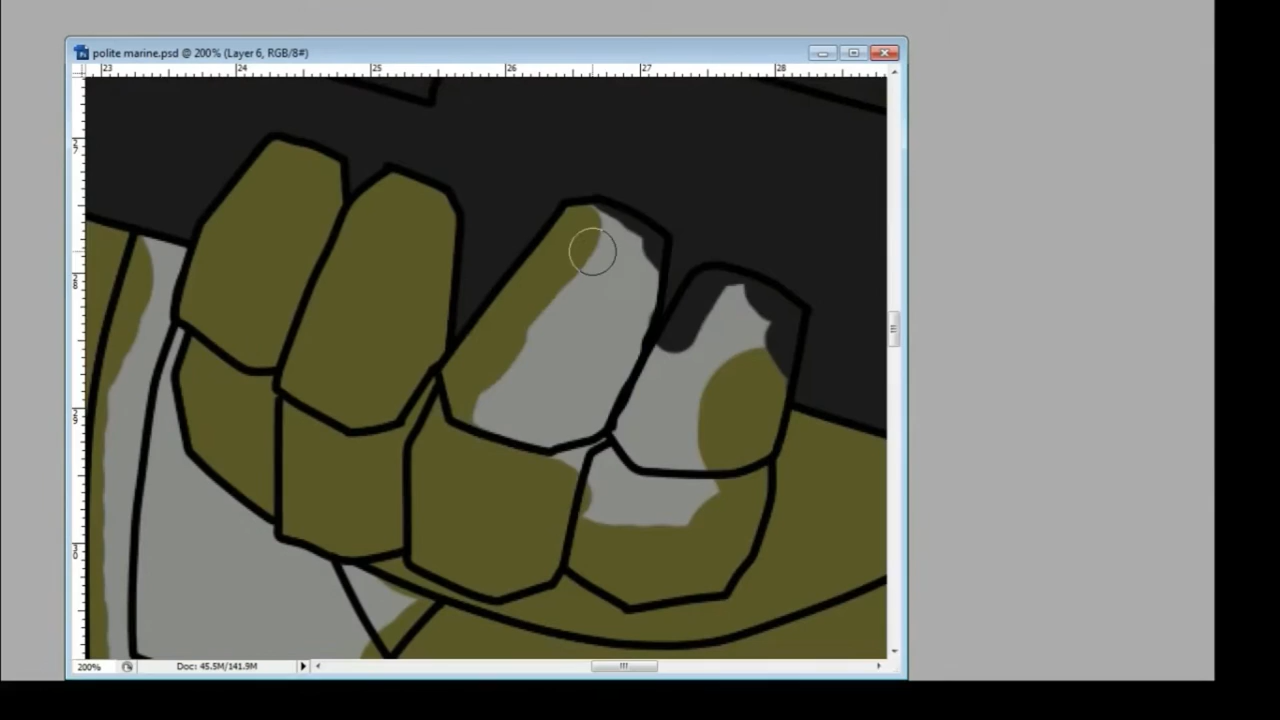 polite marine.psd @ 200% (Layer 6, RGB/8#)
23 24 25 26 27 28
200% Doc: 45.5M/141.9M